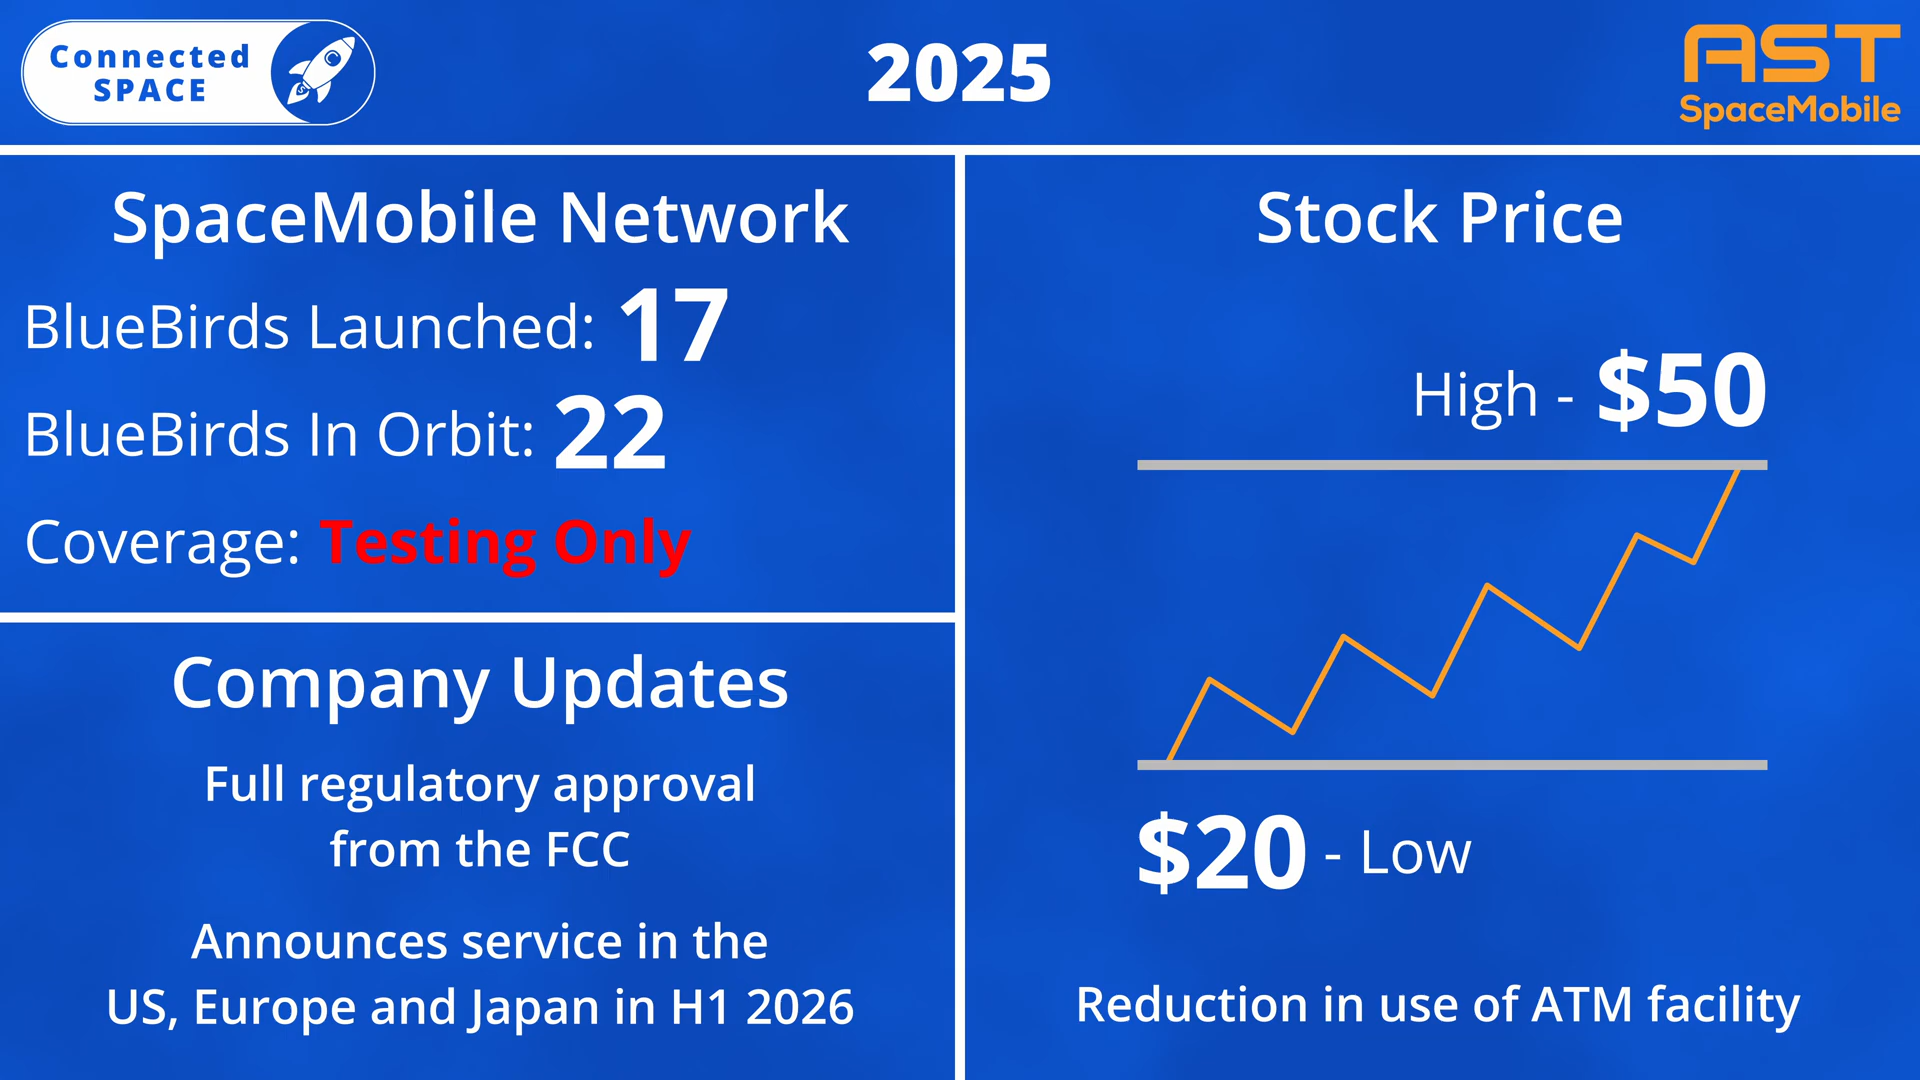 Connected
SPACE
2025
AST
SpaceMobile
SpaceMobile Network
BlueBirds Launched: 17
BlueBirds In Orbit: 22
Coverage: Testing Only
Company Updates
Full regulatory approval
from the FCC
Announces service in the
US, Europe and Japan in H1 2026
Stock Price
High - $50
$20 - Low
Reduction in use of ATM facility